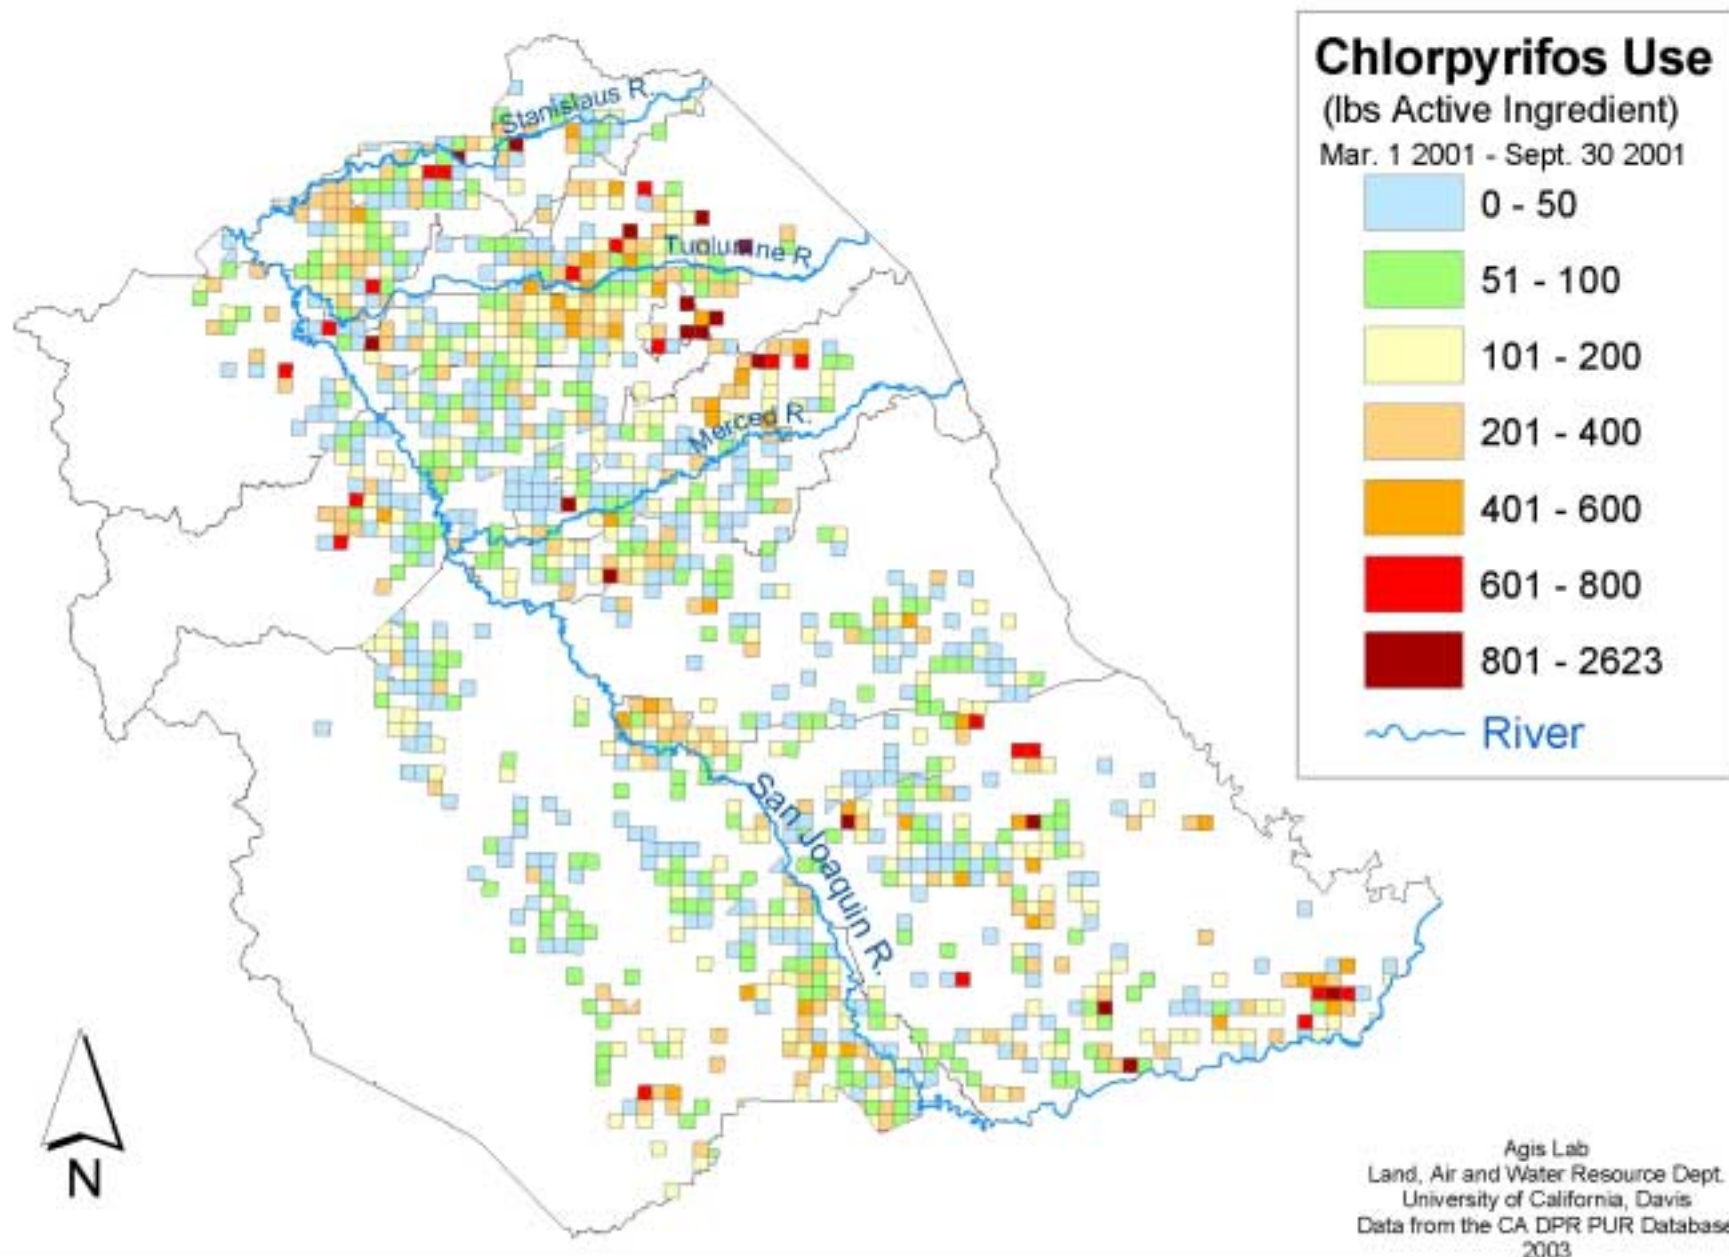 Chlorpyrifos Use
(lbs Active Ingredient)
Mar. 1 2001 - Sept. 30 2001
0 - 50
51 - 100
101 - 200
201 - 400
401 - 600
601 - 800
801 - 2623
River
Stanislaus R.
Tuolumne R.
Merced R.
San Joaquin R.
N
Agis Lab
Land, Air and Water Resource Dept.
University of California, Davis
Data from the CA DPR PUR Database
2003